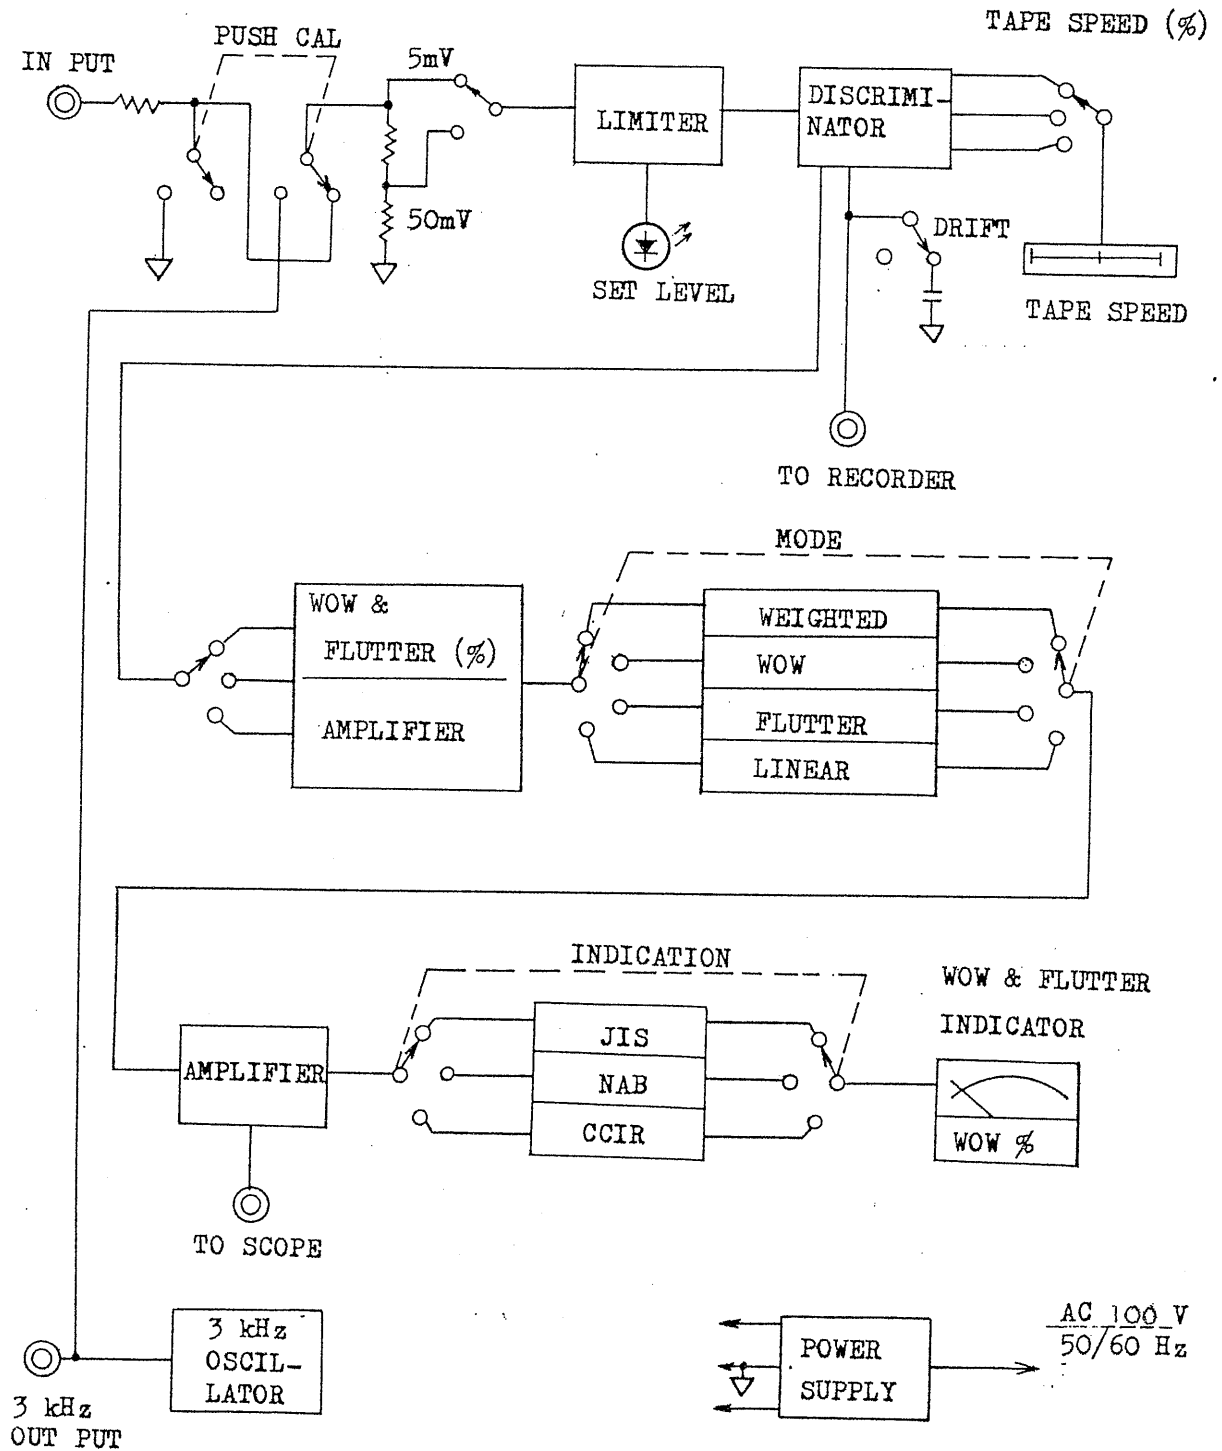 TAPE SPEED (%)
PUSH CAL
IN PUT
5mV
LIMITER
DISCRIMI-
NATOR
50mV
DRIFT
SET LEVEL
TAPE SPEED
TO RECORDER
MODE
WOW &
FLUTTER (%)
AMPLIFIER
WEIGHTED
WOW
FLUTTER
LINEAR
INDICATION
WOW & FLUTTER
INDICATOR
AMPLIFIER
JIS
NAB
CCIR
WOW %
TO SCOPE
3 kHz
OSCIL-
LATOR
3 kHz
OUT PUT
POWER
SUPPLY
AC 100 V
50/60 Hz